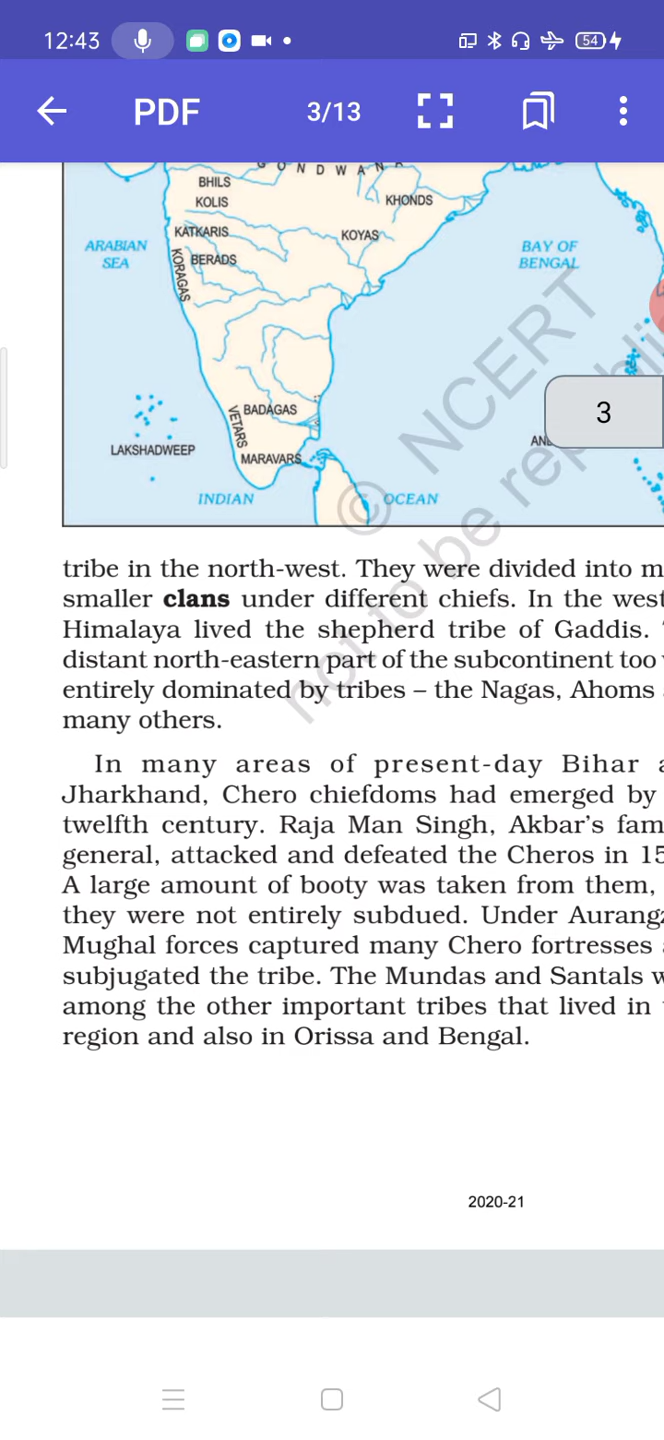 12:43
54
PDF
3/13
G O N D W A N A
BHILS
KOLIS
KHONDS
KATKARIS
KOYAS
ARABIAN
SEA
BERADS
KORAGAS
BAY OF
BENGAL
3
BADAGAS
VETARS
LAKSHADWEEP
MARAVARS
INDIAN
OCEAN
© NCERT
not to be republi
tribe in the north-west. They were divided into m
smaller clans under different chiefs. In the west
Himalaya lived the shepherd tribe of Gaddis.
distant north-eastern part of the subcontinent too
entirely dominated by tribes – the Nagas, Ahoms
many others.
In many areas of present-day Bihar a
Jharkhand, Chero chiefdoms had emerged by
twelfth century. Raja Man Singh, Akbar's fam
general, attacked and defeated the Cheros in 15
A large amount of booty was taken from them,
they were not entirely subdued. Under Aurangz
Mughal forces captured many Chero fortresses a
subjugated the tribe. The Mundas and Santals w
among the other important tribes that lived in
region and also in Orissa and Bengal.
2020-21